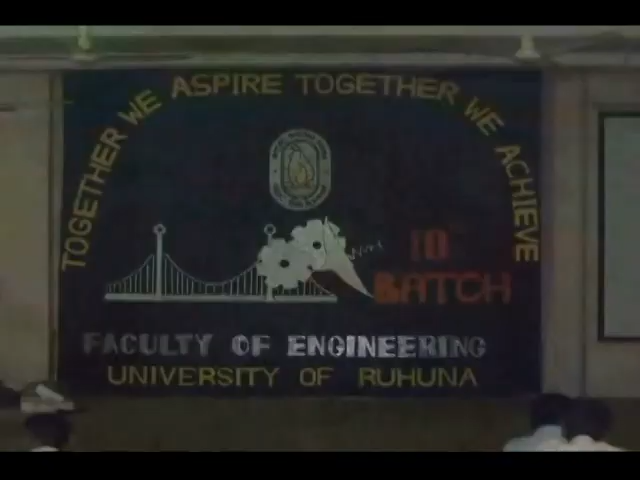 TOGETHER WE ASPIRE TOGETHER WE ACHIEVE
10
BATCH
FACULTY OF ENGINEERING
UNIVERSITY OF RUHUNA